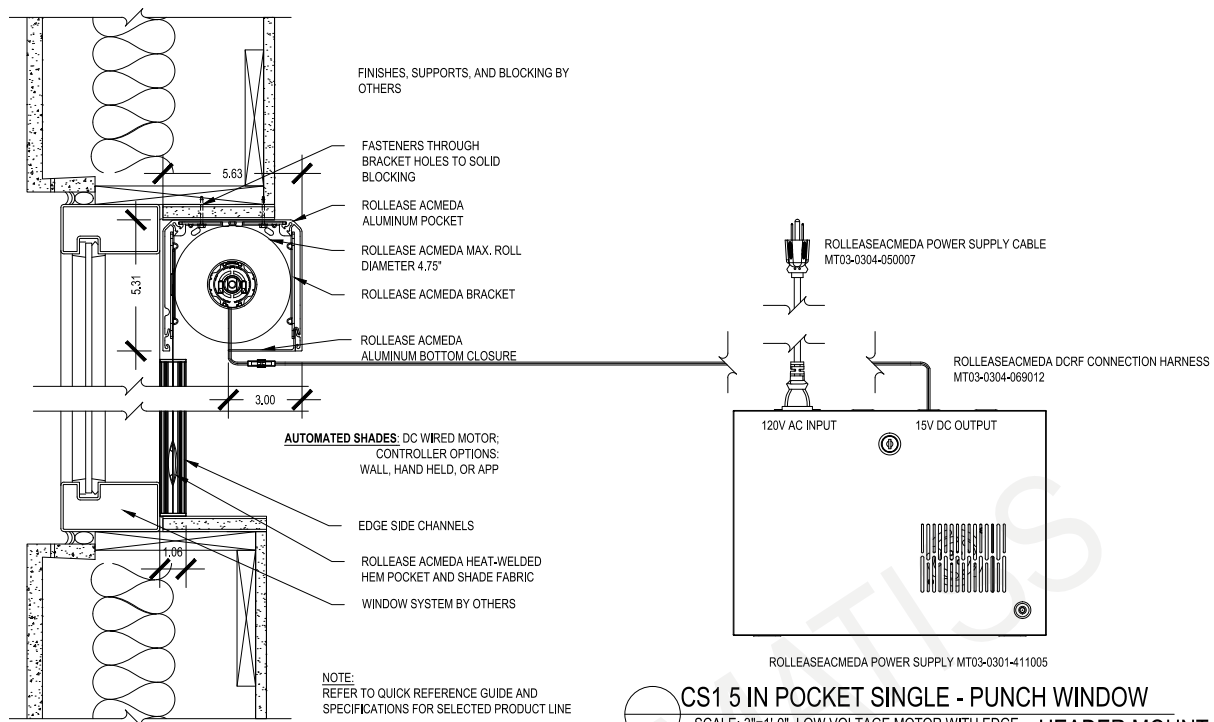 FINISHES, SUPPORTS, AND BLOCKING BY
OTHERS
FASTENERS THROUGH
BRACKET HOLES TO SOLID
BLOCKING
5.63
ROLLEASE ACMEDA
ALUMINUM POCKET
ROLLEASE ACMEDA MAX. ROLL
DIAMETER 4.75"
5.31
ROLLEASE ACMEDA BRACKET
ROLLEASE ACMEDA
ALUMINUM BOTTOM CLOSURE
3.00
ROLLEASEACMEDA POWER SUPPLY CABLE
MT03-0304-050007
ROLLEASEACMEDA DCRF CONNECTION HARNESS
MT03-0304-069012
120V AC INPUT
15V DC OUTPUT
AUTOMATED SHADES: DC WIRED MOTOR;
CONTROLLER OPTIONS:
WALL, HAND HELD, OR APP
EDGE SIDE CHANNELS
1.06
ROLLEASE ACMEDA HEAT-WELDED
HEM POCKET AND SHADE FABRIC
WINDOW SYSTEM BY OTHERS
ROLLEASEACMEDA POWER SUPPLY MT03-0301-411005
NOTE:
REFER TO QUICK REFERENCE GUIDE AND
SPECIFICATIONS FOR SELECTED PRODUCT LINE
CS1 5 IN POCKET SINGLE - PUNCH WINDOW
SCALE: 3"=1'-0" LOW VOLTAGE MOTOR WITH EDGE - HEADER MOUNT